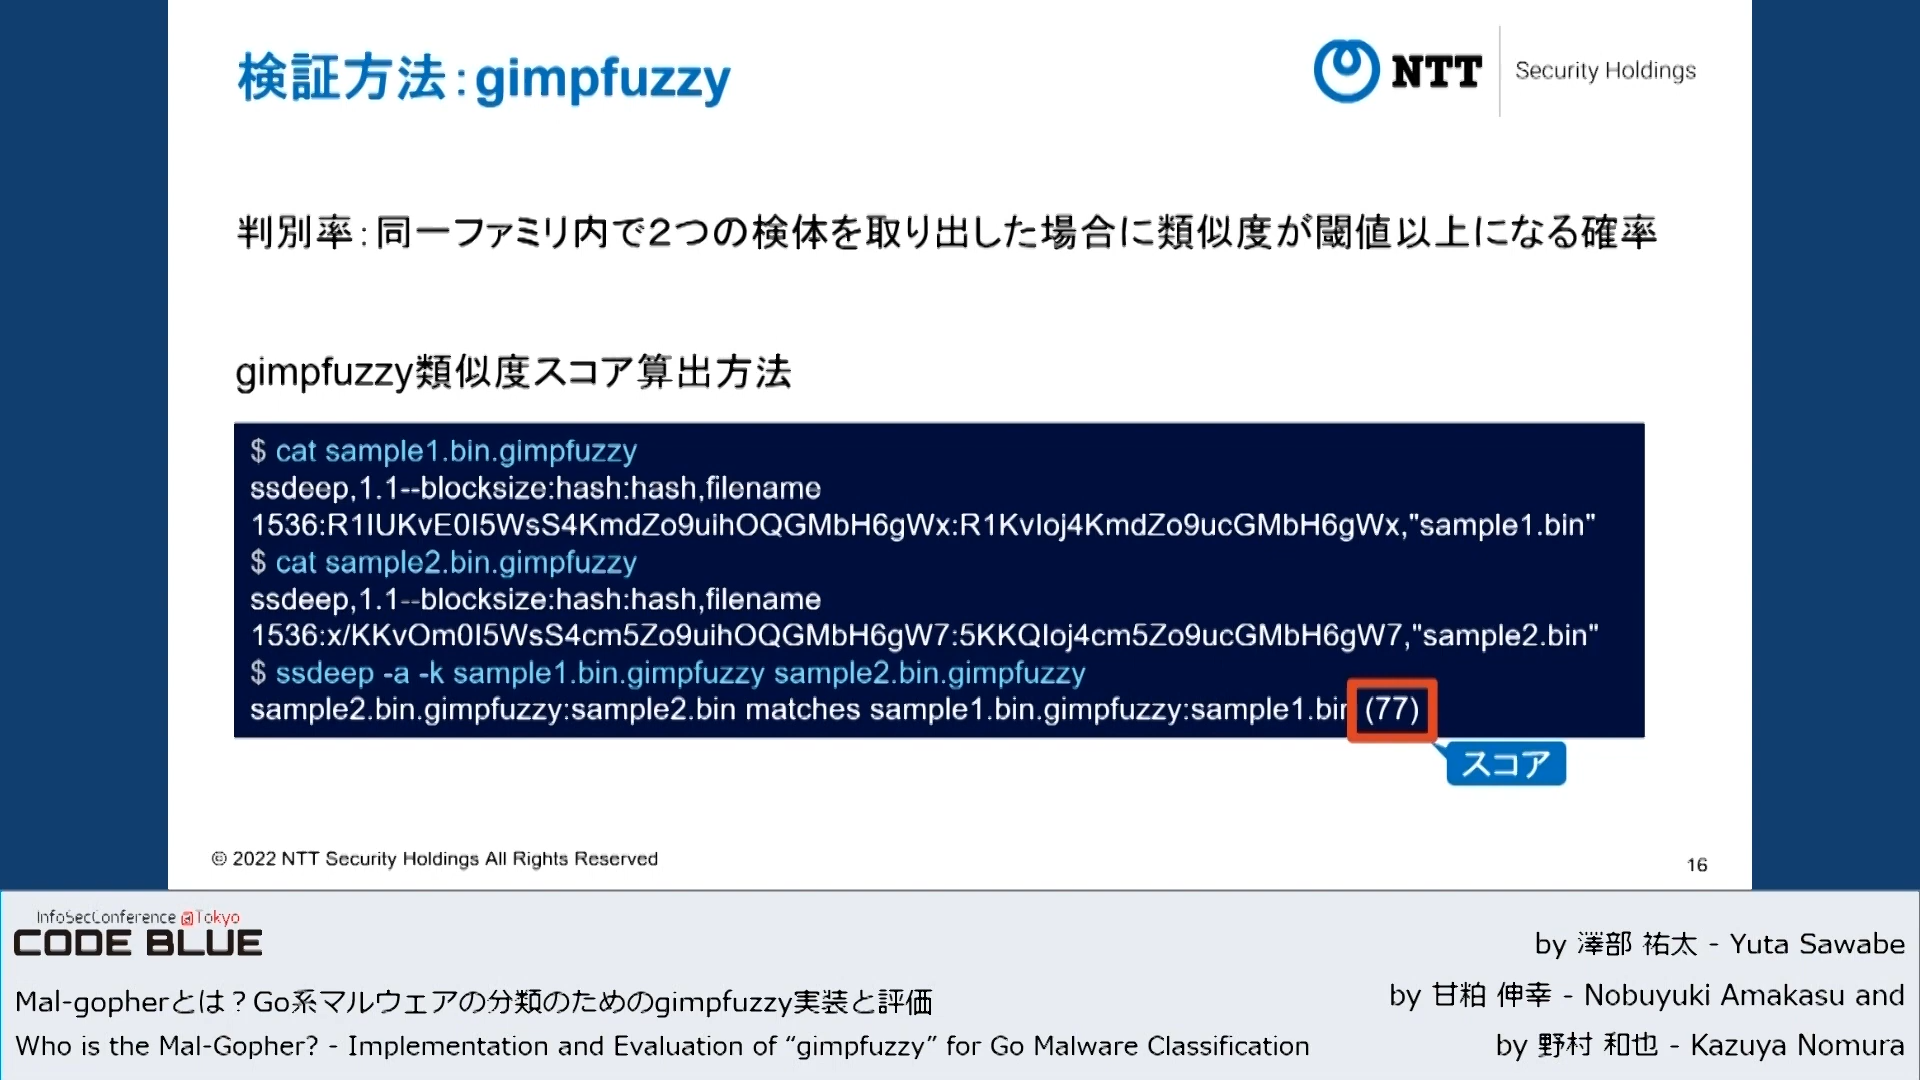 検証方法：gimpfuzzy
NTT Security Holdings
判別率：同一ファミリ内で2つの検体を取り出した場合に類似度が閾値以上になる確率
gimpfuzzy類似度スコア算出方法
$ cat sample1.bin.gimpfuzzy
ssdeep,1.1--blocksize:hash:hash,filename
1536:R1IUKvE0I5WsS4KmdZo9uihOQGMbH6gWx:R1KvIoj4KmdZo9ucGMbH6gWx,"sample1.bin"
$ cat sample2.bin.gimpfuzzy
ssdeep,1.1--blocksize:hash:hash,filename
1536:x/KKvOm0I5WsS4cm5Zo9uihOQGMbH6gW7:5KKQIoj4cm5Zo9ucGMbH6gW7,"sample2.bin"
$ ssdeep -a -k sample1.bin.gimpfuzzy sample2.bin.gimpfuzzy
sample2.bin.gimpfuzzy:sample2.bin matches sample1.bin.gimpfuzzy:sample1.bin (77)
スコア
© 2022 NTT Security Holdings All Rights Reserved
16
InfoSecConference @Tokyo
CODE BLUE
Mal-gopherとは？Go系マルウェアの分類のためのgimpfuzzy実装と評価
Who is the Mal-Gopher? - Implementation and Evaluation of “gimpfuzzy” for Go Malware Classification
by 澤部 祐太 - Yuta Sawabe
by 甘粕 伸幸 - Nobuyuki Amakasu and
by 野村 和也 - Kazuya Nomura